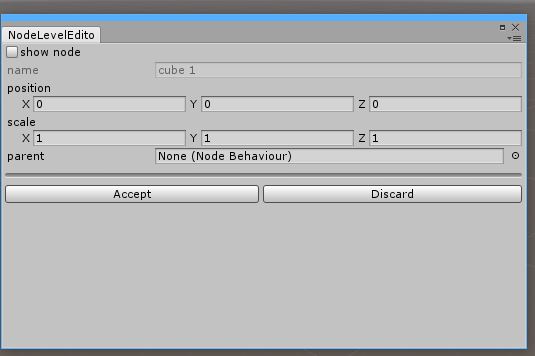 NodeLevelEdito
show node
name cube 1
position
X 0 Y 0 Z 0
scale
X 1 Y 1 Z 1
parent None (Node Behaviour)
Accept Discard